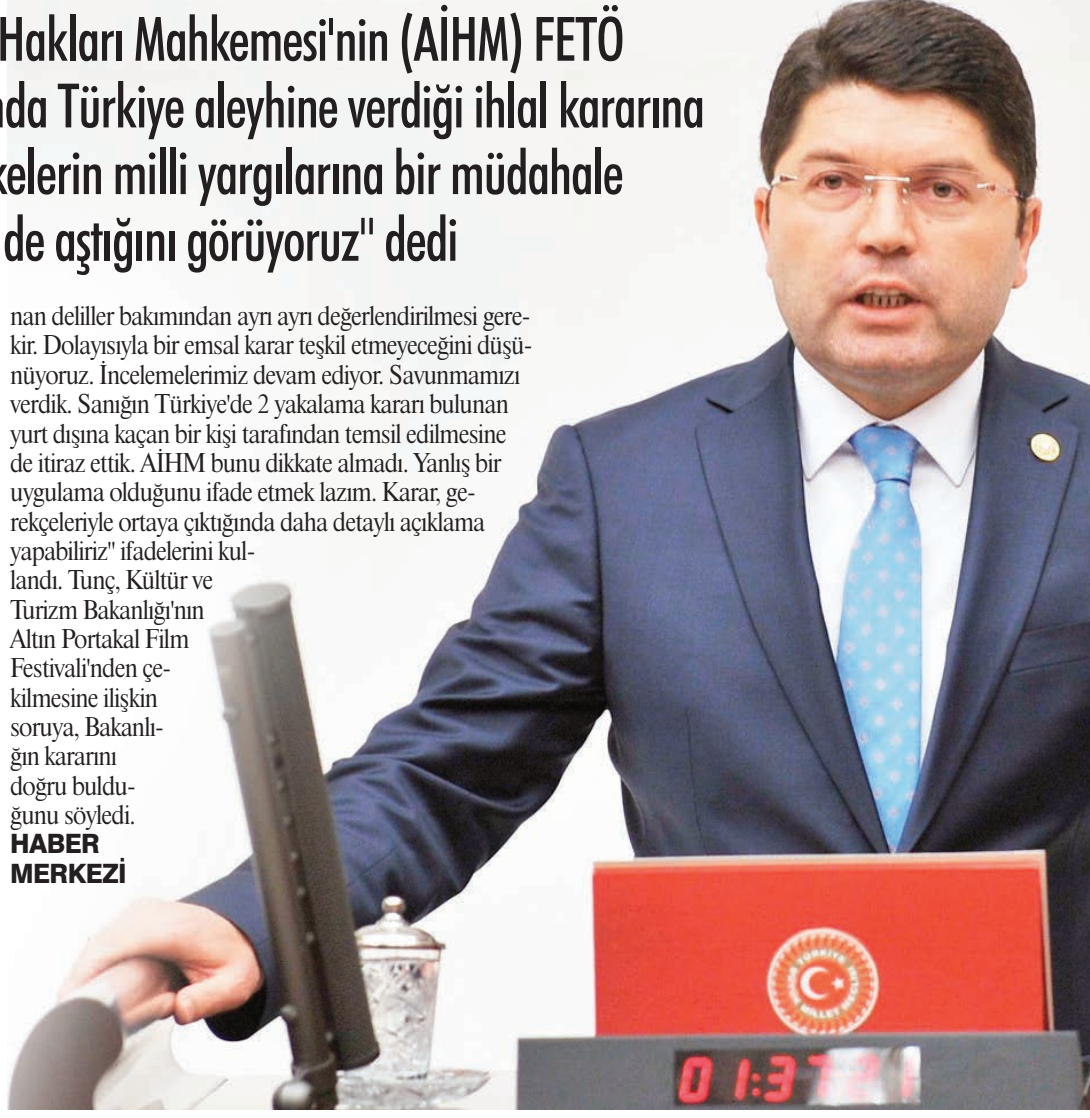 Hakları Mahkemesi'nin (AİHM) FETÖ
nda Türkiye aleyhine verdiği ihlal kararına
kelerin milli yargılarına bir müdahale
de aştığını görüyoruz" dedi
nan deliller bakımından ayrı ayrı değerlendirilmesi gere-
kir. Dolayısıyla bir emsal karar teşkil etmeyeceğini düşü-
nüyoruz. İncelemelerimiz devam ediyor. Savunmamızı
verdik. Sanığın Türkiye'de 2 yakalama kararı bulunan
yurt dışına kaçan bir kişi tarafından temsil edilmesine
de itiraz ettik. AİHM bunu dikkate almadı. Yanlış bir
uygulama olduğunu ifade etmek lazım. Karar, ge-
rekçeleriyle ortaya çıktığında daha detaylı açıklama
yapabiliriz" ifadelerini kul-
landı. Tunç, Kültür ve
Turizm Bakanlığı'nın
Altın Portakal Film
Festivali'nden çe-
kilmesine ilişkin
soruya, Bakanlı-
ğın kararını
doğru buldu-
ğunu söyledi.
HABER
MERKEZİ